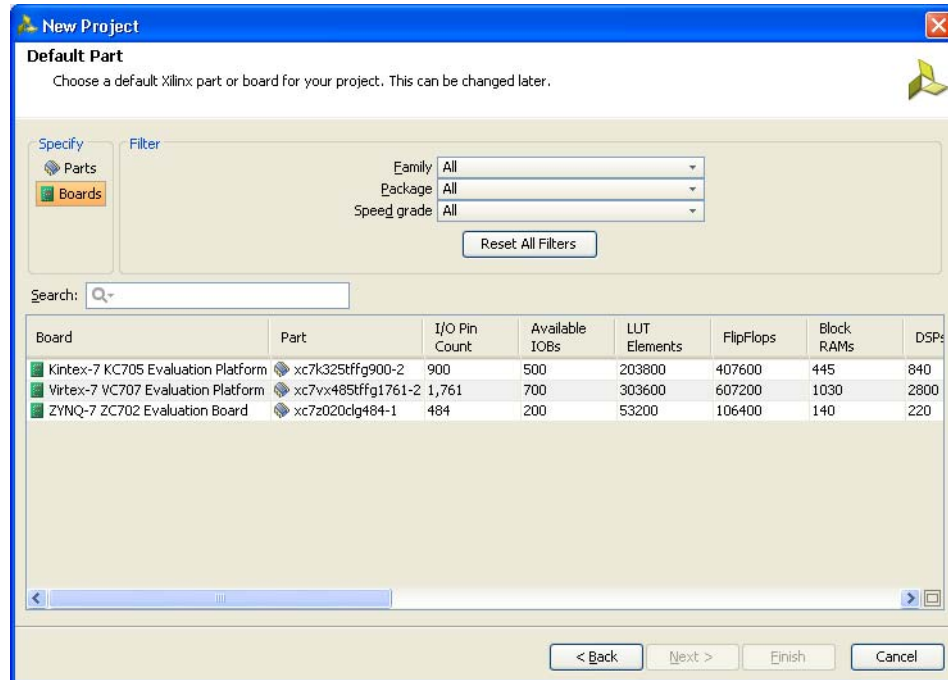 New Project
Default Part
Choose a default Xilinx part or board for your project. This can be changed later.
Specify
Filter
Parts
Boards
Family All
Package All
Speed grade All
Reset All Filters
Search:
Board Part I/O Pin Count Available IOBs LUT Elements FlipFlops Block RAMs DSPs
Kintex-7 KC705 Evaluation Platform xc7k325tffg900-2 900 500 203800 407600 445 840
Virtex-7 VC707 Evaluation Platform xc7vx485tffg1761-2 1,761 700 303600 607200 1030 2800
ZYNQ-7 ZC702 Evaluation Board xc7z020clg484-1 484 200 53200 106400 140 220
< Back Next > Finish Cancel